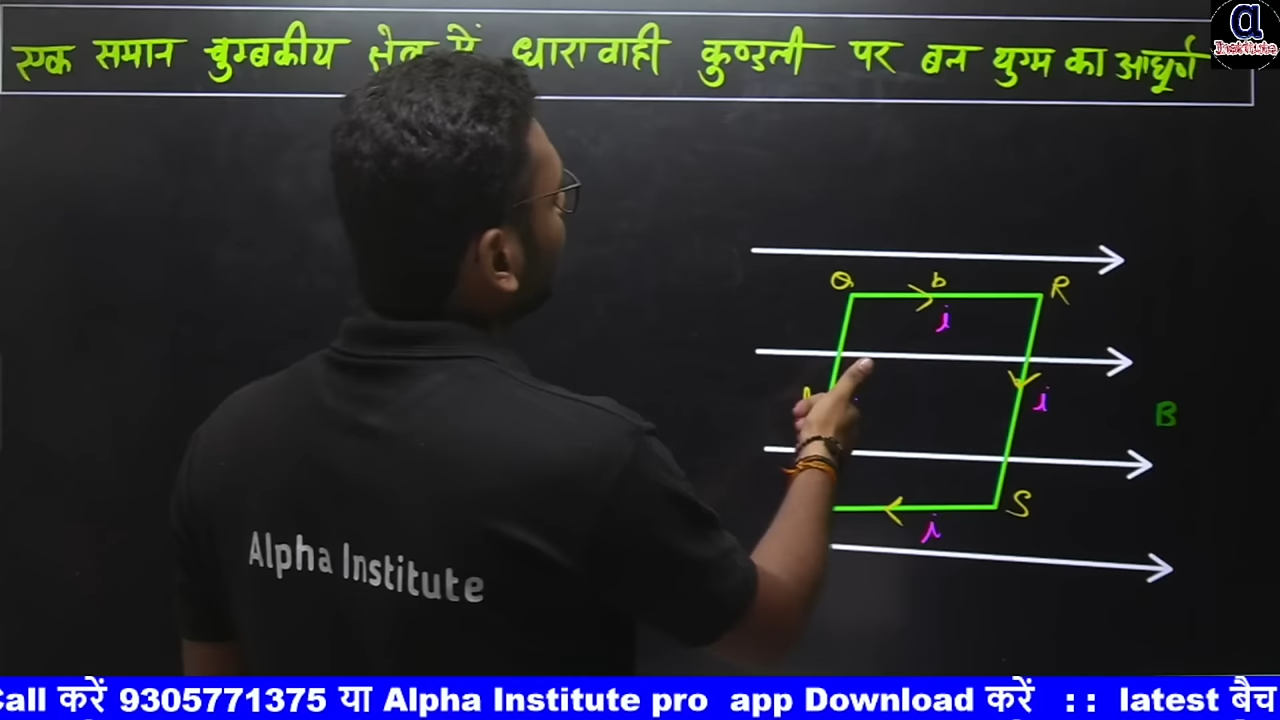 एक समान चुम्बकीय क्षेत्र में धारावाही कुण्डली पर बल युग्म का आघूर्ण
α
Institute
Q b R
i
i
B
S
i
Alpha Institute
Call करें 9305771375 या Alpha Institute pro app Download करें :: latest बैच